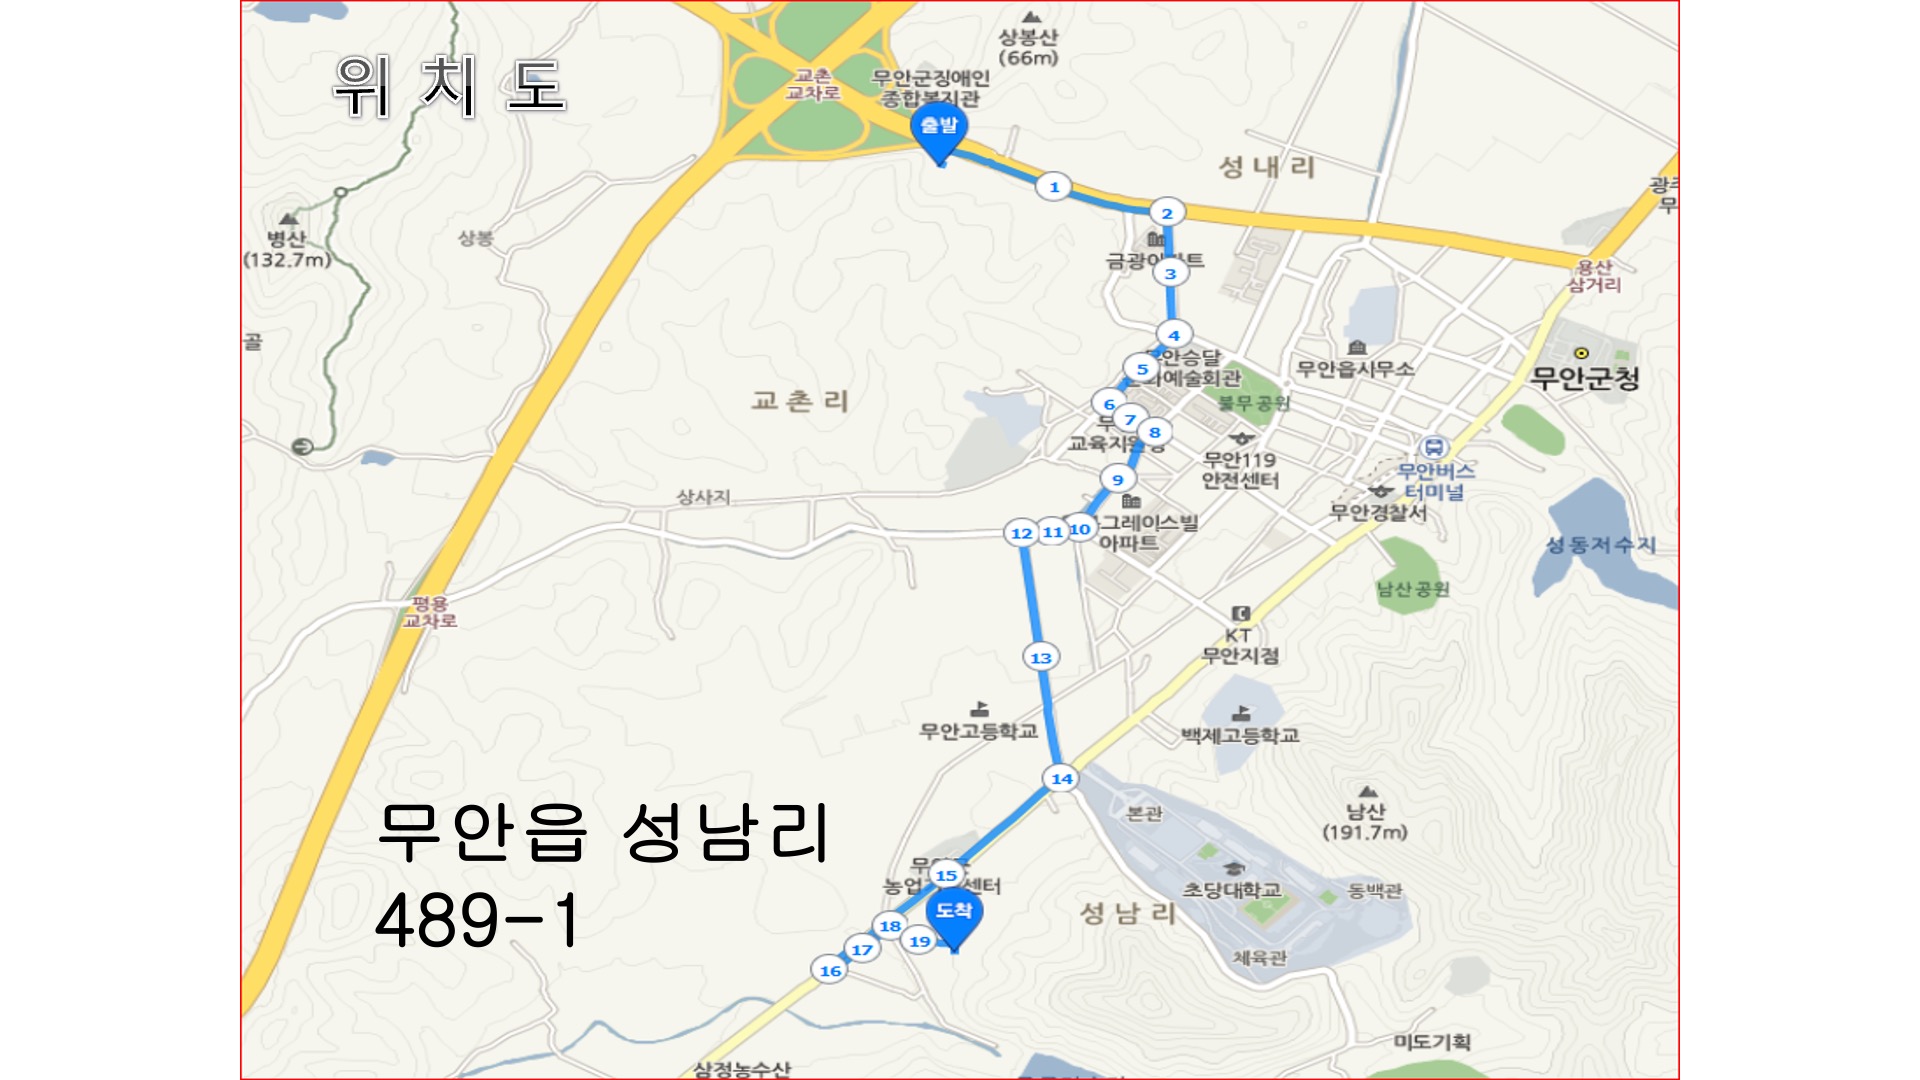 위 치 도
상봉산
(66m)
교촌
교차로
무안군장애인
종합복지관
출발
1
성내리
2
광주
무
병산
(132.7m)
상봉
금광아파트
3
용산
삼거리
골
4
무안승달
문화예술회관
5
무안읍사무소
무안군청
교촌리
6
7
8
불무공원
교육지원청
무안119
안전센터
9
무안버스
터미널
상사지
무안경찰서
12
11
10
그레이스빌
아파트
성동저수지
남산공원
평용
교차로
KT
무안지점
13
무안고등학교
백제고등학교
14
본관
남산
(191.7m)
무안읍 성남리
489-1
15
센터
초당대학교
동백관
도착
성남리
18
19
17
16
체육관
미도기획
삼정농수산